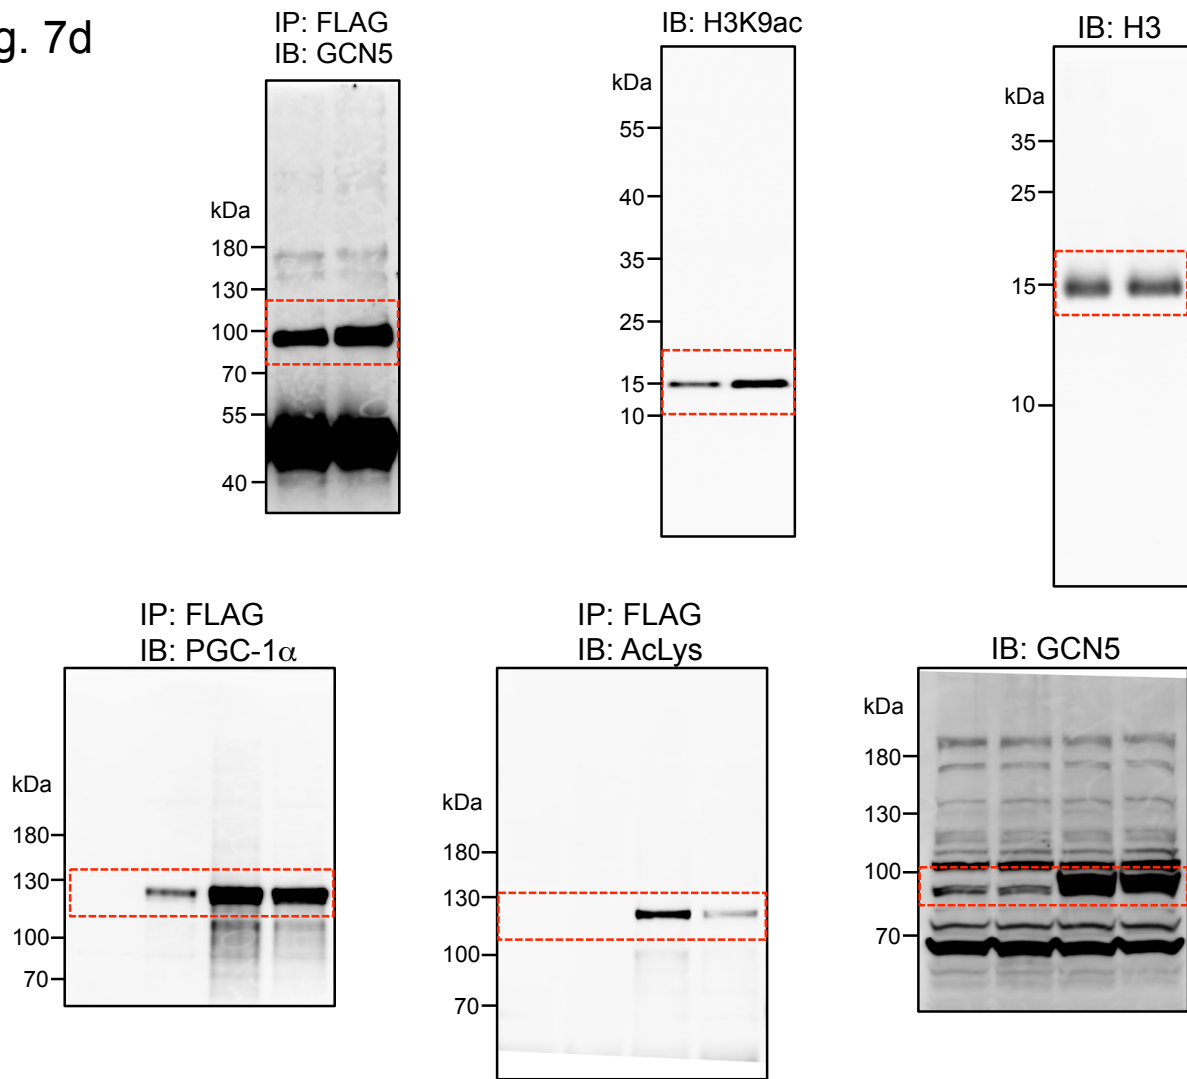 g. 7d
IP: FLAG
IB: GCN5
kDa
180
130
100
70
55
40
IB: H3K9ac
kDa
55
40
35
25
15
10
IB: H3
kDa
35
25
15
10
IP: FLAG
IB: PGC-1α
kDa
180
130
100
70
IP: FLAG
IB: AcLys
kDa
180
130
100
70
IB: GCN5
kDa
180
130
100
70